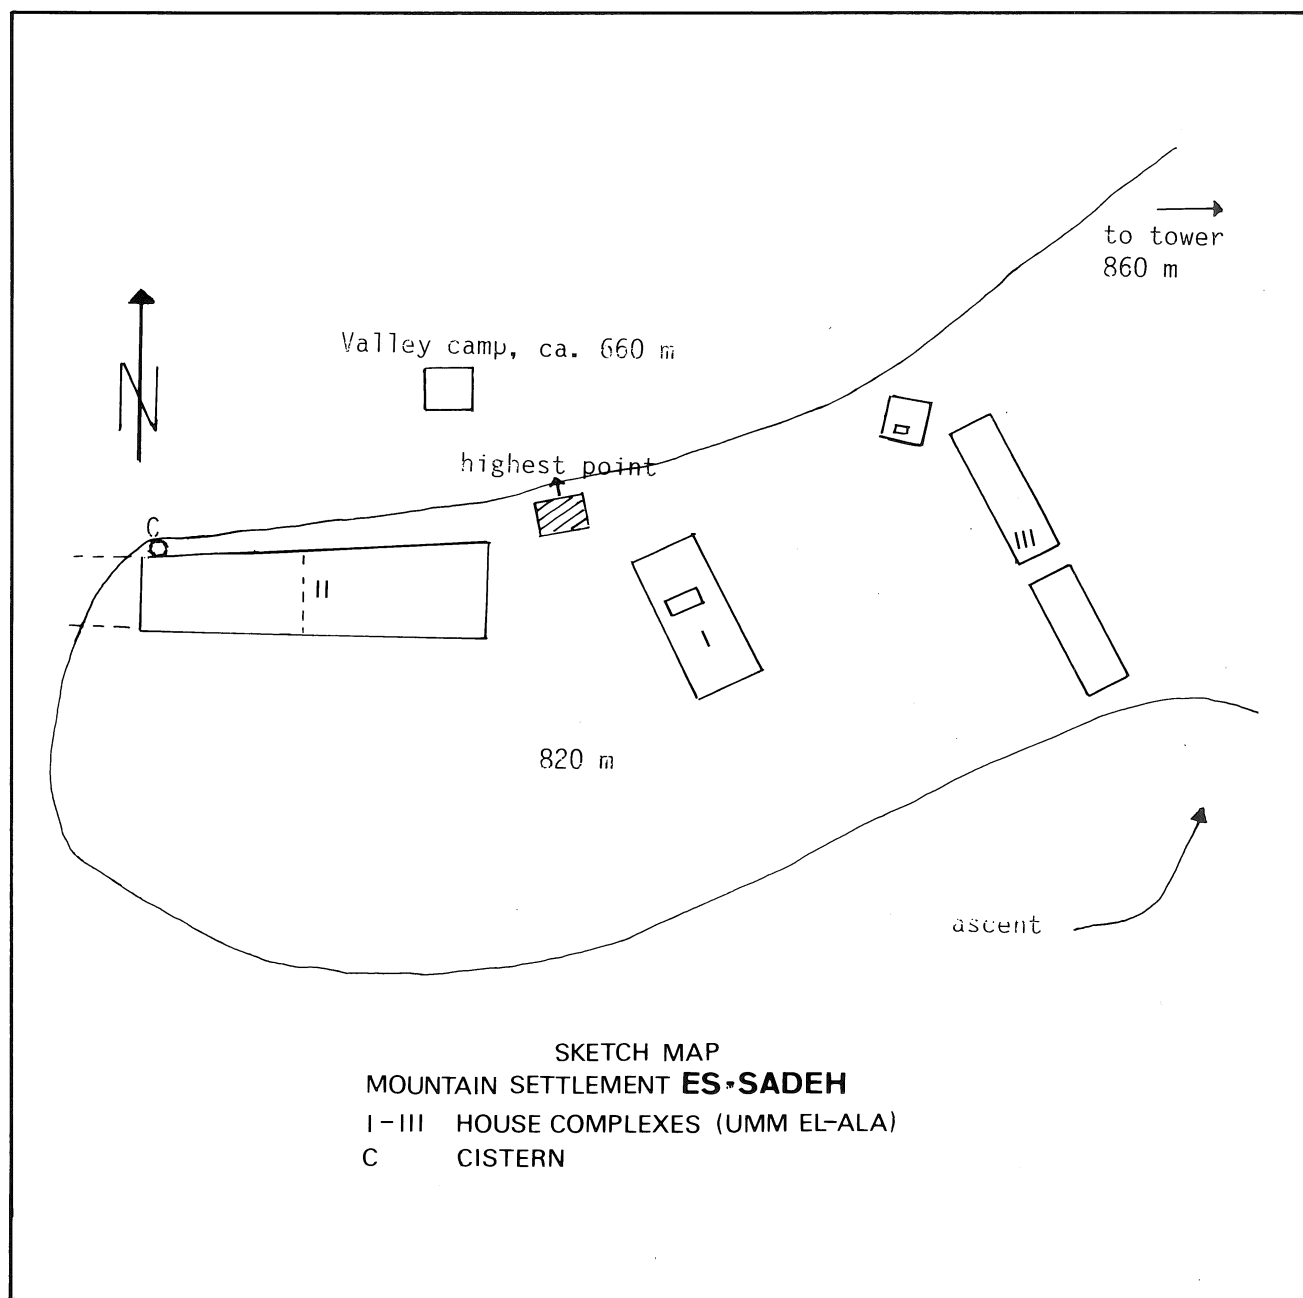 to tower
860 m
N
Valley camp, ca. 660 m
highest point
C
II
III
I
820 m
ascent
SKETCH MAP
MOUNTAIN SETTLEMENT ES-SADEH
I-III HOUSE COMPLEXES (UMM EL-ALA)
C CISTERN